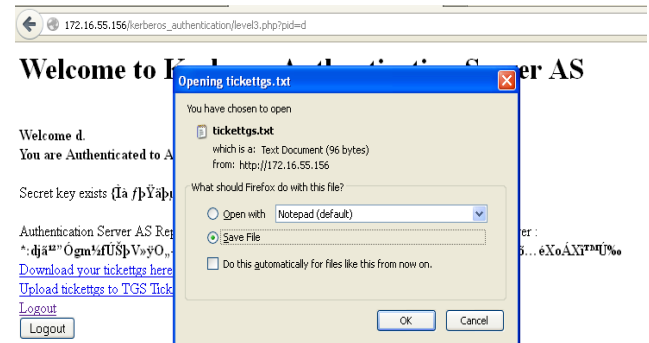 172.16.55.156/kerberos_authentication/level3.php?pid=d
Welcome to er AS
Opening tickettgs.txt
You have chosen to open
tickettgs.txt
which is a: Text Document (96 bytes)
from: http://172.16.55.156
What should Firefox do with this file?
Open with Notepad (default)
Save File
Do this automatically for files like this from now on.
OK Cancel
Welcome d.
You are Authenticated to A
Secret key exists
Authentication Server AS Rep ver :
Download your tickettgs here
Upload tickettgs to TGS Tick
Logout
Logout